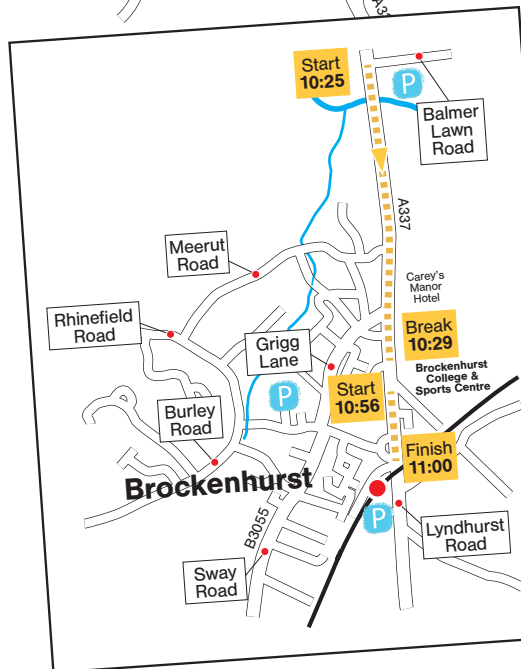 Start
10:25
P
Balmer
Lawn
Road
A337
Meerut
Road
Carey's
Manor
Hotel
Rhinefield
Road
Break
10:29
Grigg
Lane
Brockenhurst
College &
Sports Centre
P
Start
10:56
Burley
Road
Finish
11:00
Brockenhurst
P
B3055
Lyndhurst
Road
Sway
Road